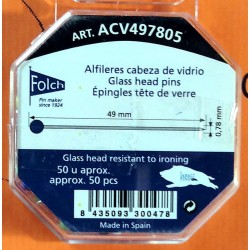 ART. ACV497805
Folch
Pin maker
since 1924
Alfileres cabeza de vidrio
Glass head pins
Épingles tête de verre
49 mm
0,78 mm
Glass head resistant to ironing
50 u aprox.
approx. 50 pcs
8 435093 300478
Made in Spain